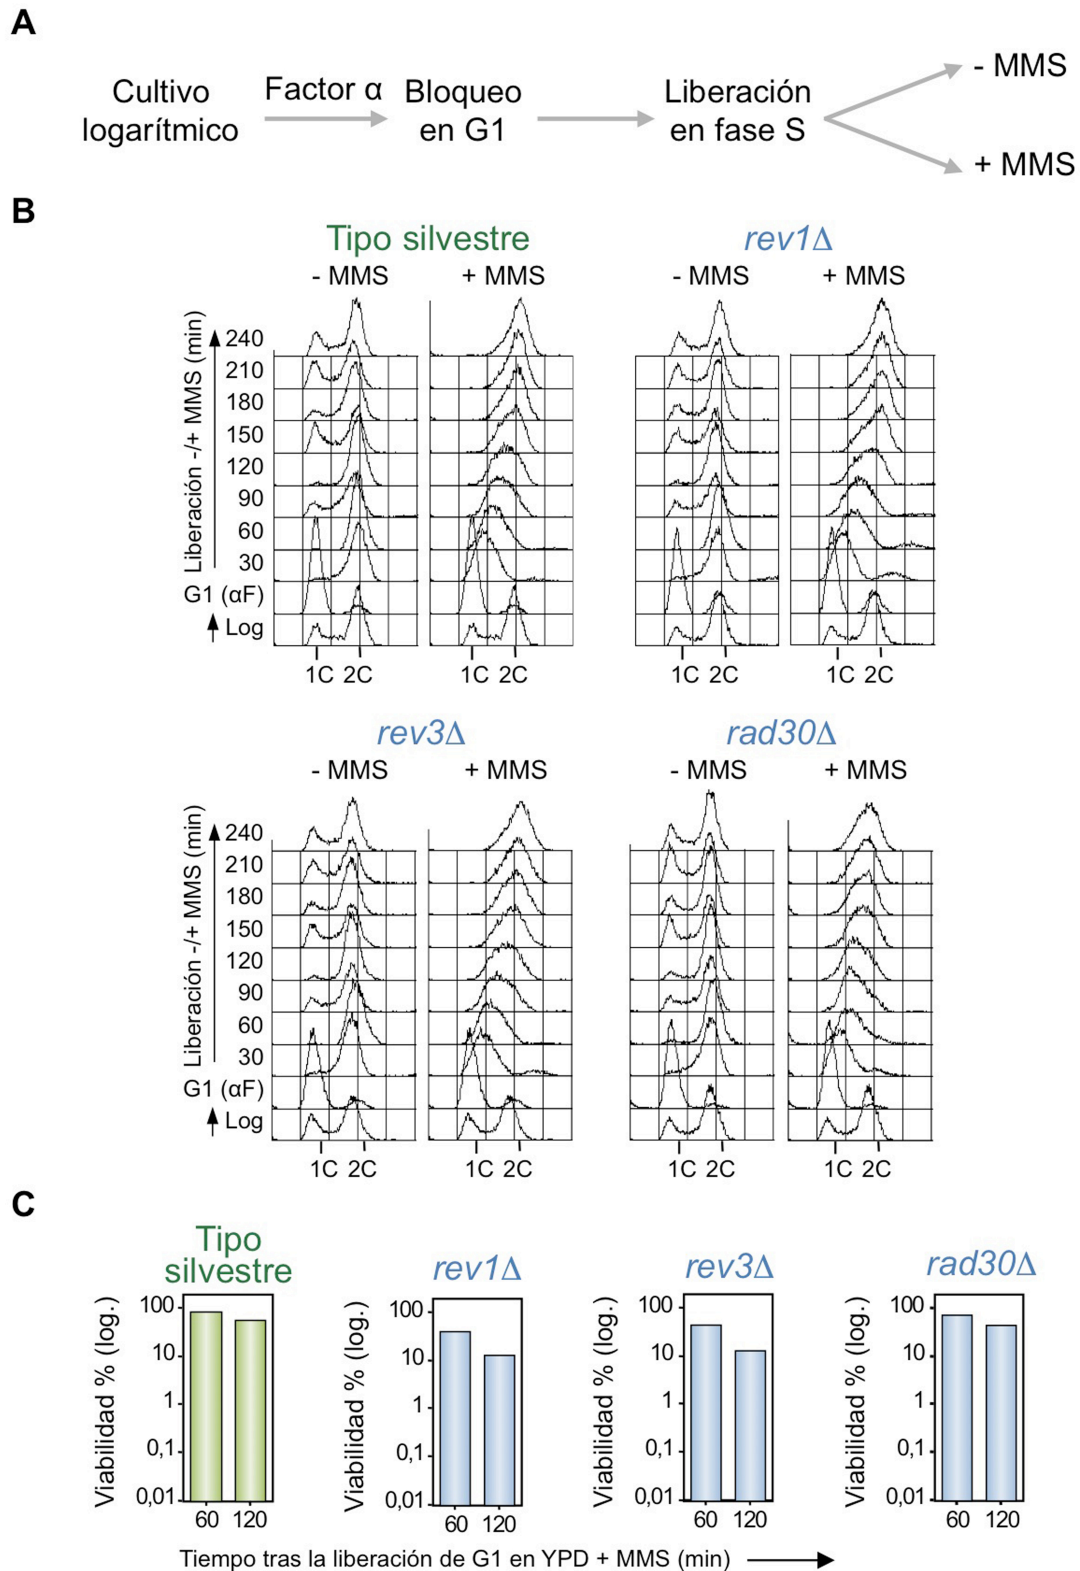 A
Cultivo
logarítmico
Factor α
Bloqueo
en G1
Liberación
en fase S
- MMS
+ MMS
B
Tipo silvestre
rev1Δ
- MMS
+ MMS
- MMS
+ MMS
Liberación -/+ MMS (min)
240
210
180
150
120
90
60
30
G1 (αF)
Log
1C 2C
1C 2C
1C 2C
1C 2C
rev3Δ
rad30Δ
- MMS
+ MMS
- MMS
+ MMS
Liberación -/+ MMS (min)
240
210
180
150
120
90
60
30
G1 (αF)
Log
1C 2C
1C 2C
1C 2C
1C 2C
C
Tipo
silvestre
Viabilidad % (log.)
100
10
1
0,1
0,01
60 120
rev1Δ
Viabilidad % (log.)
100
10
1
0,1
0,01
60 120
rev3Δ
Viabilidad % (log.)
100
10
1
0,1
0,01
60 120
rad30Δ
Viabilidad % (log.)
100
10
1
0,1
0,01
60 120
Tiempo tras la liberación de G1 en YPD + MMS (min)